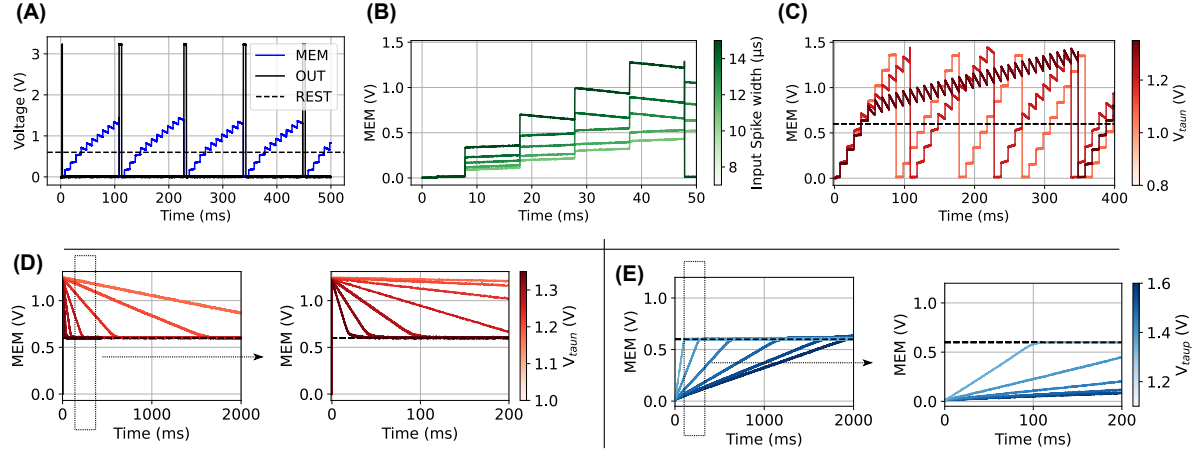 (A)
Voltage (V)
3
2
1
0
MEM
OUT
REST
0 100 200 300 400 500
Time (ms)
(B)
MEM (V)
1.5
1.0
0.5
0.0
0 10 20 30 40 50
Time (ms)
Input Spike width (µs)
14
12
10
8
(C)
MEM (V)
1.5
1.0
0.5
0.0
0 100 200 300 400
Time (ms)
V_taun (V)
1.2
1.0
0.8
(D)
MEM (V)
1.0
0.5
0.0
0 1000 2000
Time (ms)
MEM (V)
1.0
0.5
0.0
0 100 200
Time (ms)
V_taun (V)
1.3
1.2
1.1
1.0
(E)
MEM (V)
1.0
0.5
0.0
0 1000 2000
Time (ms)
MEM (V)
1.0
0.5
0.0
0 100 200
Time (ms)
V_taup (V)
1.6
1.4
1.2